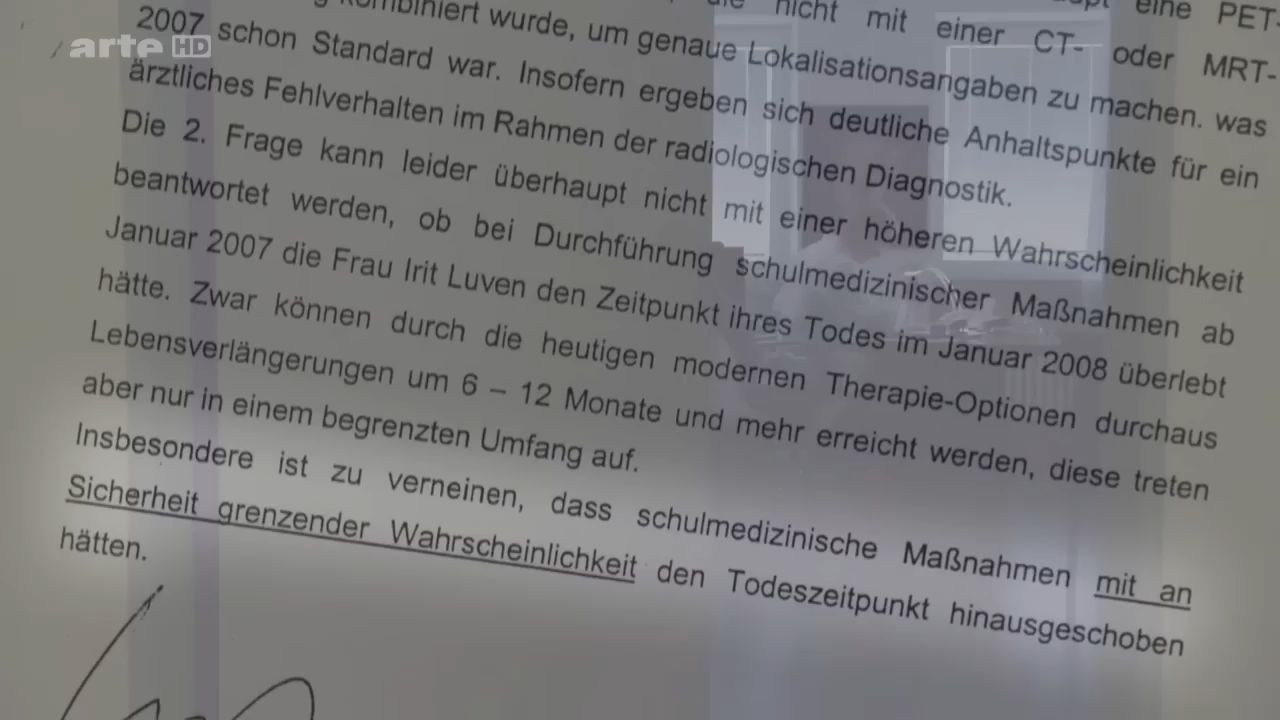 arte HD
nicht mit einer CT- oder MRT-
eine PET-
kombiniert wurde, um genaue Lokalisationsangaben zu machen. was
2007 schon Standard war. Insofern ergeben sich deutliche Anhaltspunkte für ein
ärztliches Fehlverhalten im Rahmen der radiologischen Diagnostik.
Die 2. Frage kann leider überhaupt nicht mit einer höheren Wahrscheinlichkeit
beantwortet werden, ob bei Durchführung schulmedizinischer Maßnahmen ab
Januar 2007 die Frau Irit Luven den Zeitpunkt ihres Todes im Januar 2008 überlebt
hätte. Zwar können durch die heutigen modernen Therapie-Optionen durchaus
Lebensverlängerungen um 6 – 12 Monate und mehr erreicht werden, diese treten
aber nur in einem begrenzten Umfang auf.
Insbesondere ist zu verneinen, dass schulmedizinische Maßnahmen mit an
Sicherheit grenzender Wahrscheinlichkeit den Todeszeitpunkt hinausgeschoben
hätten.